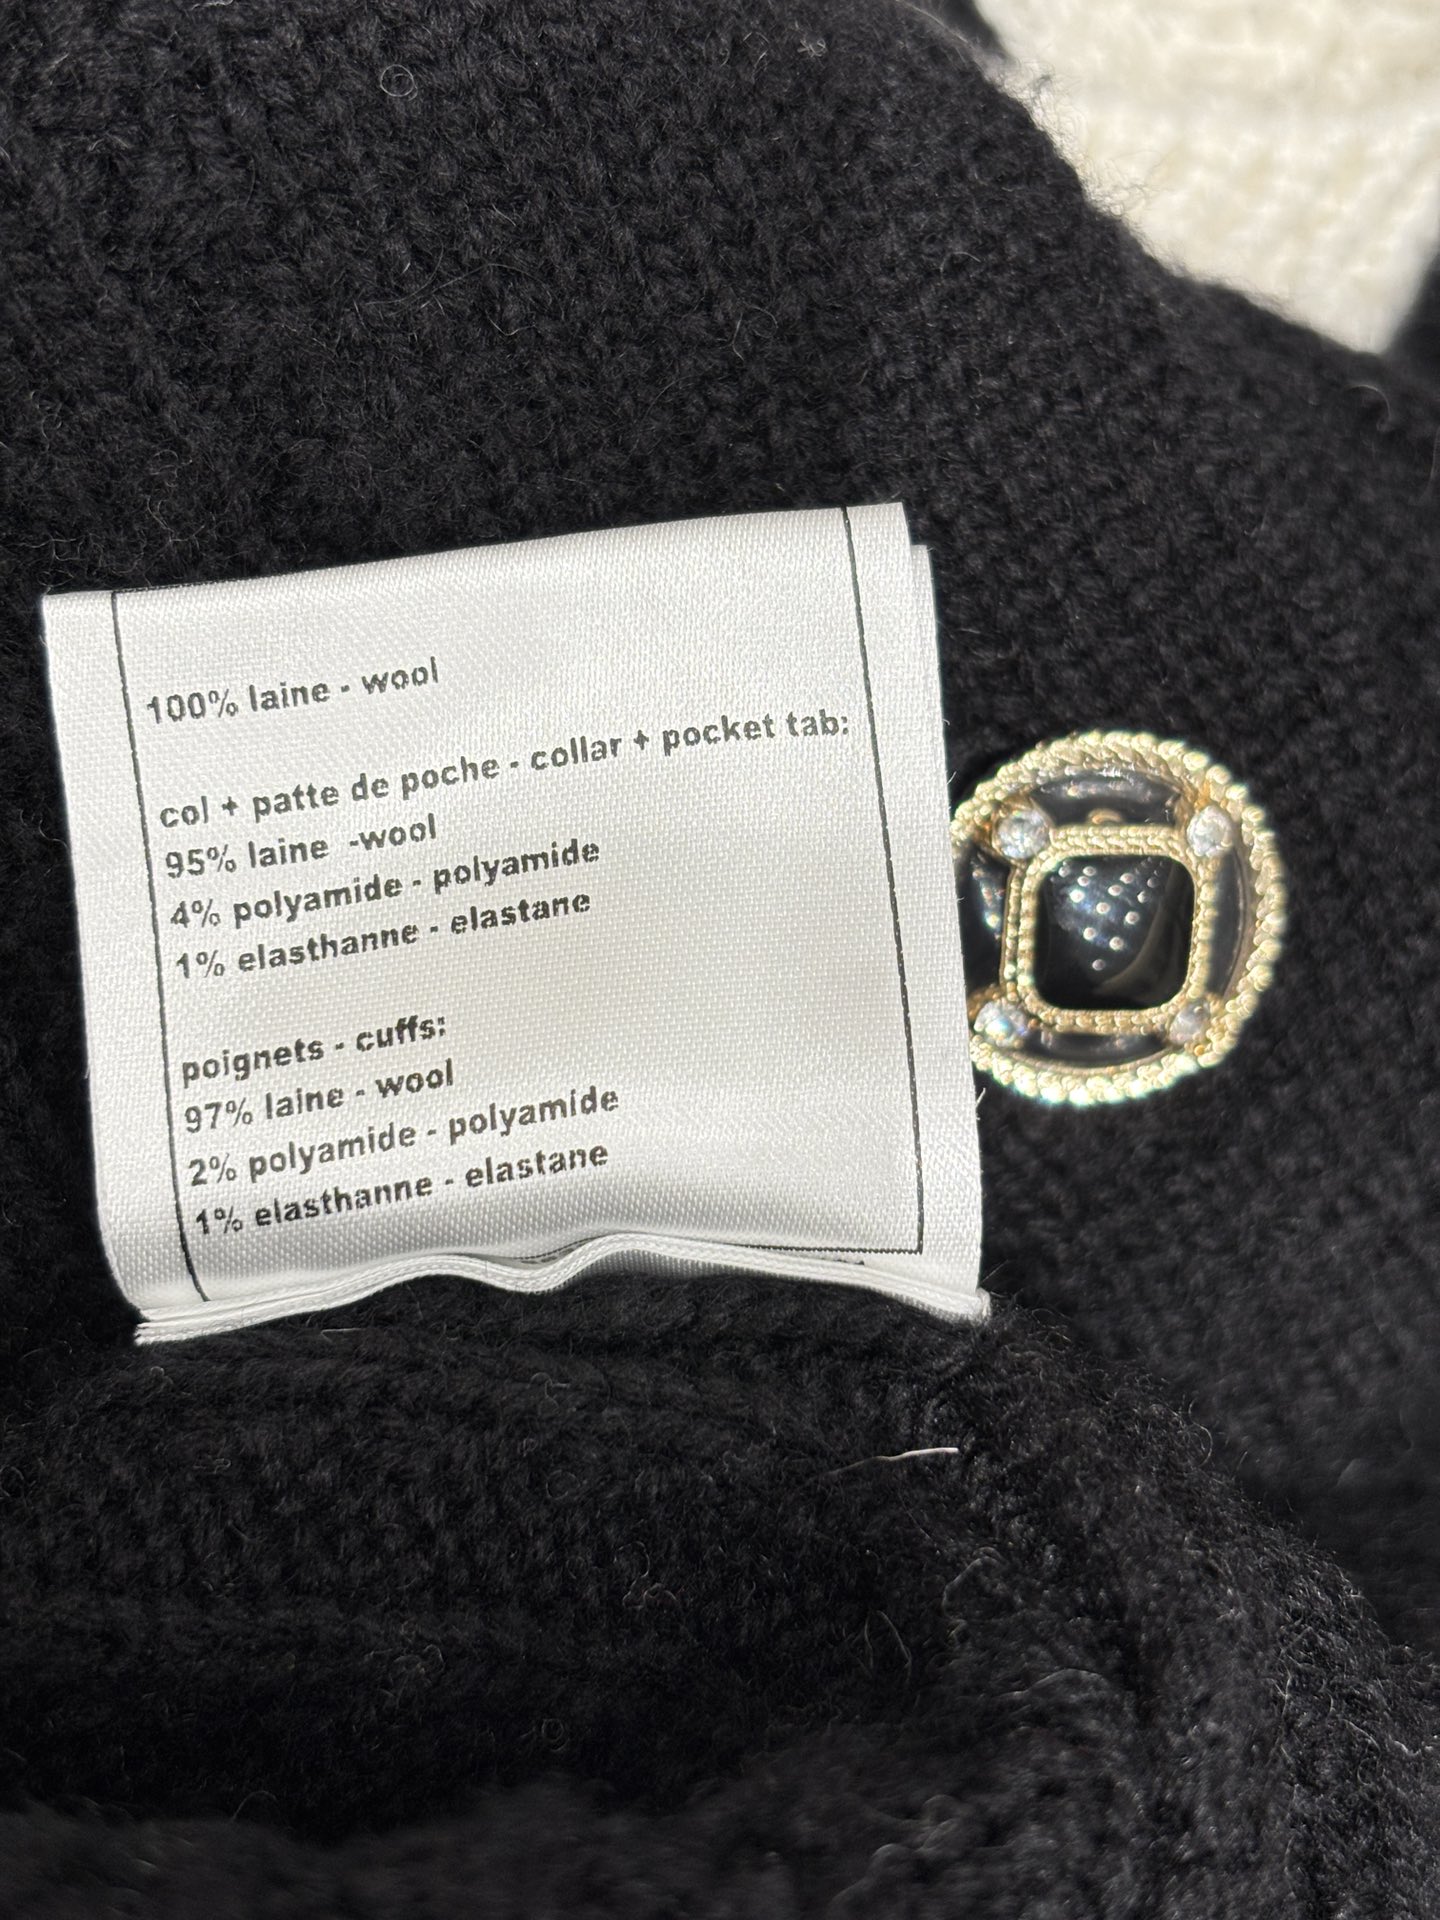 100% laine - wool
col + patte de poche - collar + pocket tab:
95% laine -wool
4% polyamide - polyamide
1% elasthanne - elastane
poignets - cuffs:
97% laine - wool
2% polyamide - polyamide
1% elasthanne - elastane